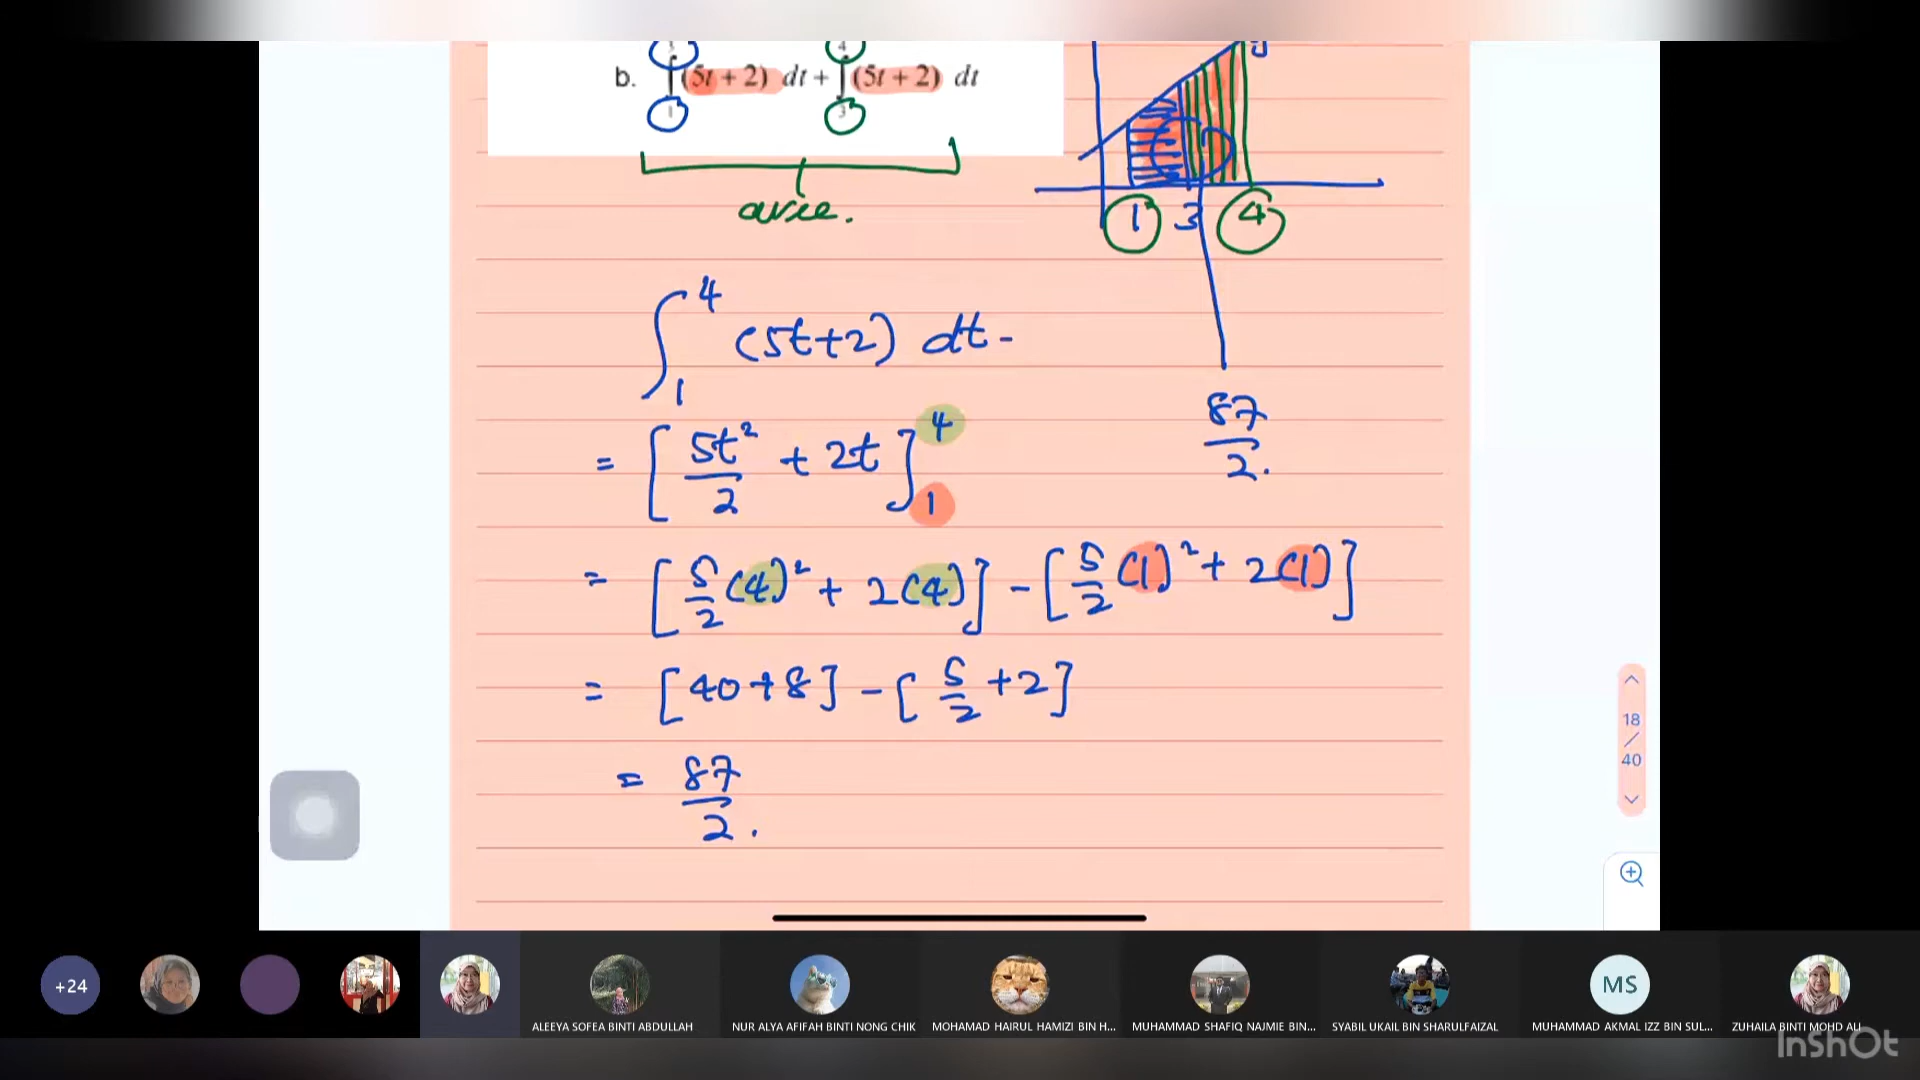 b. ∫₁³ (5t + 2) dt + ∫₃⁴ (5t + 2) dt
area.
1 3 4
∫₁⁴ (5t+2) dt -
= [5t²/2 + 2t]₁⁴
87/2.
= [5/2 (4)² + 2(4)] - [5/2 (1)² + 2(1)]
= [40+8] - [5/2 + 2]
= 87/2.
18
/
40
+24
ALEEYA SOFEA BINTI ABDULLAH
NUR ALYA AFIFAH BINTI NONG CHIK
MOHAMAD HAIRUL HAMIZI BIN H...
MUHAMMAD SHAFIQ NAJMIE BIN...
SYABIL UKAIL BIN SHARULFAIZAL
MS
MUHAMMAD AKMAL IZZ BIN SUL...
ZUHAILA BINTI MOHD ALI
InShOt